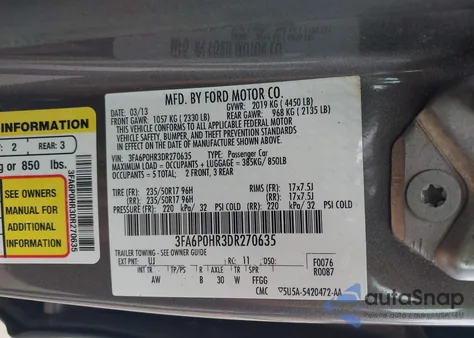 MFD. BY FORD MOTOR CO.
03/13
GVWR: 2019 KG ( 4450 LB)
FRONT GAWR: 1057 KG ( 2330 LB)
REAR GAWR: 968 KG ( 2135 LB)
THIS VEHICLE CONFORMS TO ALL APPLICABLE FEDERAL MOTOR
VEHICLE SAFETY, BUMPER, AND THEFT PREVENTION STANDARDS
IN EFFECT ON THE DATE OF MANUFACTURE SHOWN ABOVE
VEHICLE IN: 3FA6P0HR3DR270635
TYPE: Passenger Car
MAXIMUM LOAD= OCCUPANTS + LUGGAGE = 385KG/ 850LB
OCCUPANTS = 5 TOTAL: 2 FRONT, 3 REAR
TIRE (FR): 235/50R17 96H RIMS (FR): 17x7.5J
TIRE (RR): 235/50R17 96H RIMS (RR): 17x7.5J
PRESSURE (FR): 220 KPA/ 32 PSI COLD (RR): 220 KPA/ 32 PSI COLD
3FA6P0HR3DR270635
TRAILER TOWING - SEE OWNER GUIDE
EXT PNT: UJ RC: 11 DSO: F0076
R0087
INT TR TP/PS R AXLE TR SPR
AW B 30 W FFGG
CMC 5U5A-5420472-AA
INFORMATION
2 REAR: 3
g or 850 lbs.
SEE OWNERS
MANUAL FOR
ADDITIONAL
INFORMATION
3FA6P0HR3DR270635
autoSnap